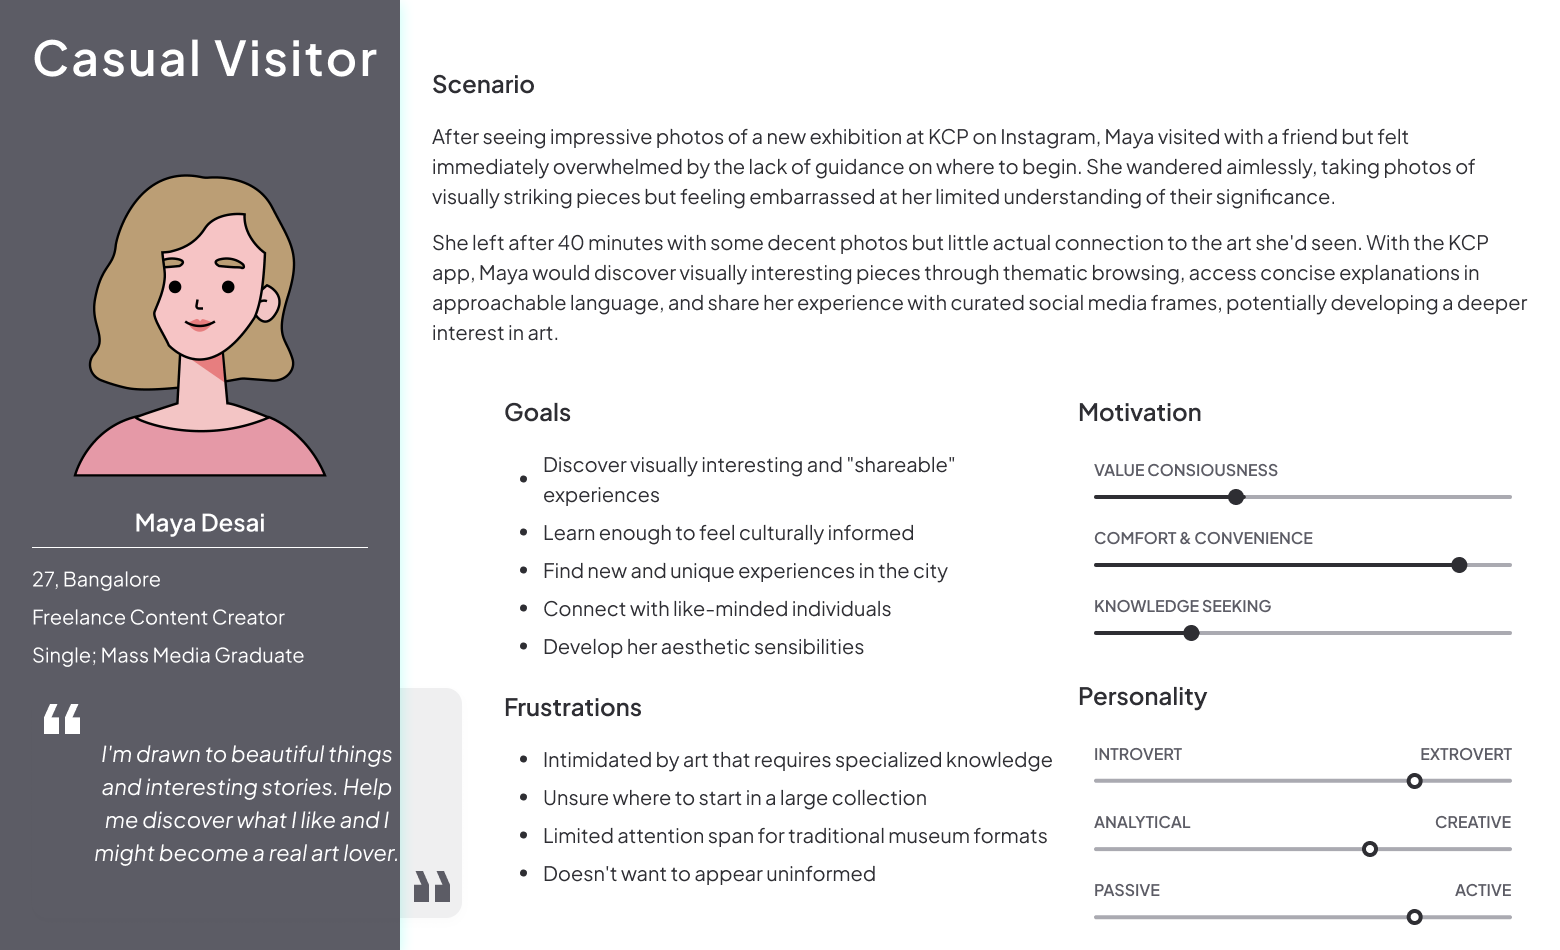 Casual Visitor
Maya Desai
27, Bangalore
Freelance Content Creator
Single; Mass Media Graduate
“
I'm drawn to beautiful things
and interesting stories. Help
me discover what I like and I
might become a real art lover.
”
Scenario
After seeing impressive photos of a new exhibition at KCP on Instagram, Maya visited with a friend but felt
immediately overwhelmed by the lack of guidance on where to begin. She wandered aimlessly, taking photos of
visually striking pieces but feeling embarrassed at her limited understanding of their significance.
She left after 40 minutes with some decent photos but little actual connection to the art she'd seen. With the KCP
app, Maya would discover visually interesting pieces through thematic browsing, access concise explanations in
approachable language, and share her experience with curated social media frames, potentially developing a deeper
interest in art.
Goals
• Discover visually interesting and "shareable"
experiences
• Learn enough to feel culturally informed
• Find new and unique experiences in the city
• Connect with like-minded individuals
• Develop her aesthetic sensibilities
Frustrations
• Intimidated by art that requires specialized knowledge
• Unsure where to start in a large collection
• Limited attention span for traditional museum formats
• Doesn't want to appear uninformed
Motivation
VALUE CONSIOUSNESS
COMFORT & CONVENIENCE
KNOWLEDGE SEEKING
Personality
INTROVERT EXTROVERT
ANALYTICAL CREATIVE
PASSIVE ACTIVE